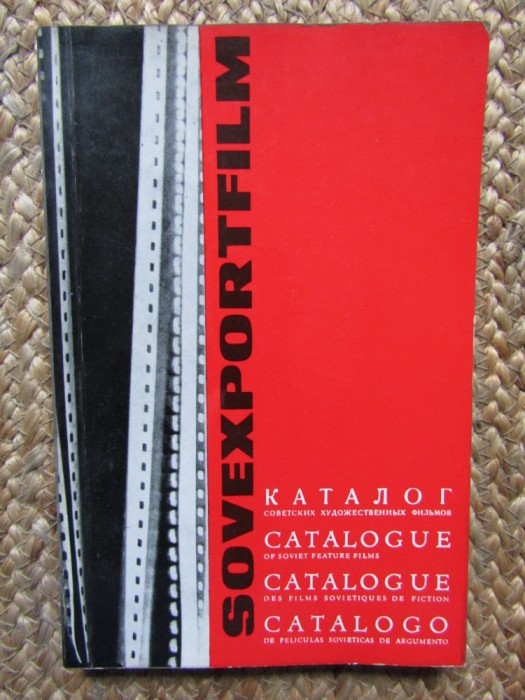 SOVEXPORTFILM
КАТАЛОГ
СОВЕТСКИХ ХУДОЖЕСТВЕННЫХ ФИЛЬМОВ
CATALOGUE
OF SOVIET FEATURE FILMS
CATALOGUE
DES FILMS SOVIETIQUES DE FICTION
CATALOGO
DE PELICULAS SOVIETICAS DE ARGUMENTO